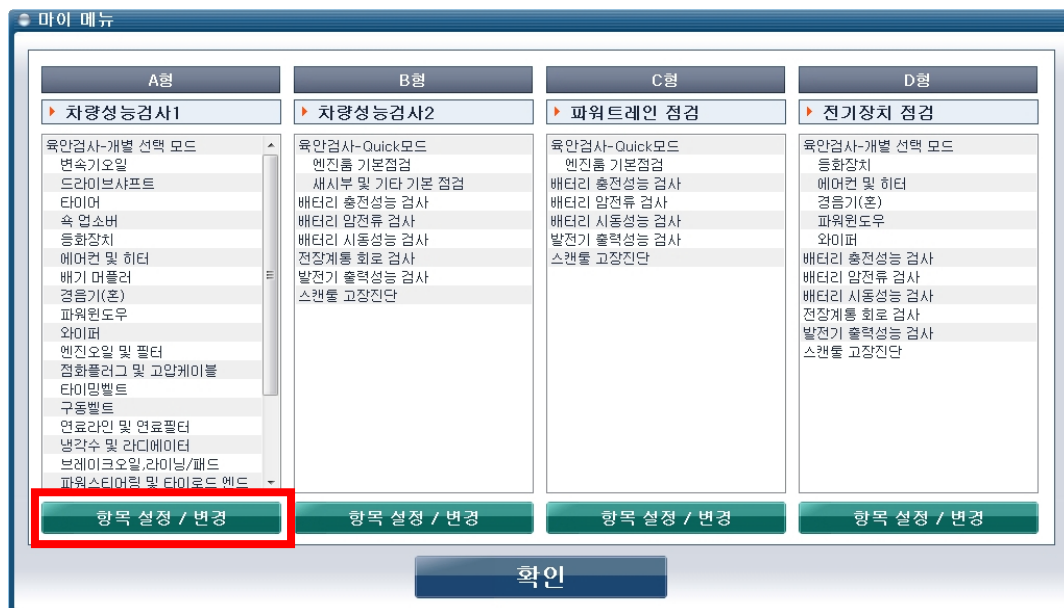 마이 메뉴
A형
차량성능검사1
육안검사-개별 선택 모드
변속기오일
드라이브샤프트
타이어
쇽 업소버
등화장치
에어컨 및 히터
배기 머플러
경음기(혼)
파워윈도우
와이퍼
엔진오일 및 필터
점화플러그 및 고압케이블
타이밍벨트
구동벨트
연료라인 및 연료필터
냉각수 및 라디에이터
브레이크오일,라이닝/패드
파워스티어링 및 타이로드 엔드
항목 설정 / 변경
B형
차량성능검사2
육안검사-Quick모드
엔진룸 기본점검
새시부 및 기타 기본 점검
배터리 충전성능 검사
배터리 암전류 검사
배터리 시동성능 검사
전장계통 회로 검사
발전기 출력성능 검사
스캔툴 고장진단
항목 설정 / 변경
C형
파워트레인 점검
육안검사-Quick모드
엔진룸 기본점검
배터리 충전성능 검사
배터리 암전류 검사
배터리 시동성능 검사
발전기 출력성능 검사
스캔툴 고장진단
항목 설정 / 변경
D형
전기장치 점검
육안검사-개별 선택 모드
등화장치
에어컨 및 히터
경음기(혼)
파워윈도우
와이퍼
배터리 충전성능 검사
배터리 암전류 검사
배터리 시동성능 검사
전장계통 회로 검사
발전기 출력성능 검사
스캔툴 고장진단
항목 설정 / 변경
확인